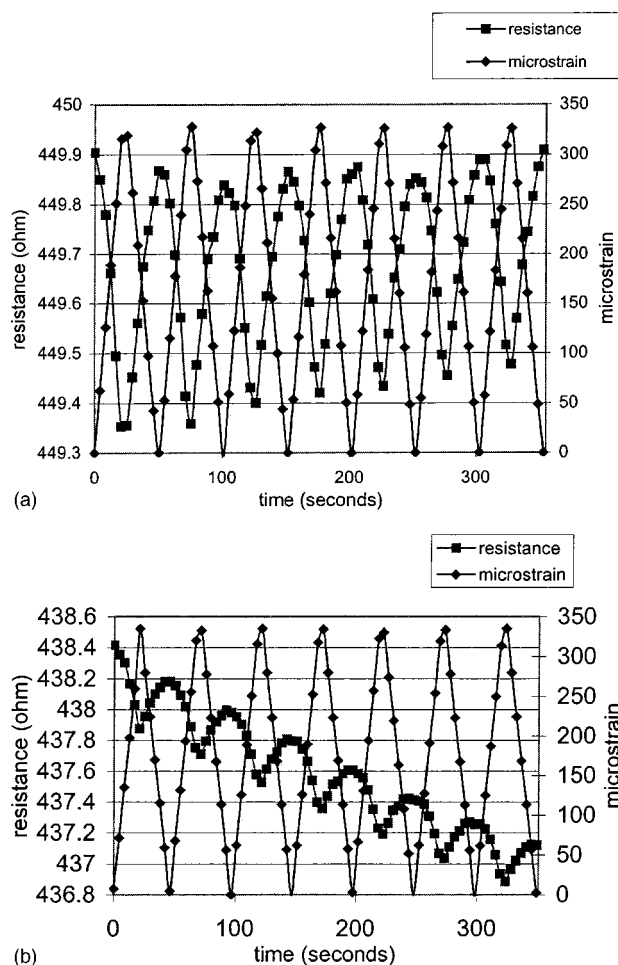 resistance
microstrain
450
449.9
449.8
449.7
449.6
449.5
449.4
449.3
resistance (ohm)
350
300
250
200
150
100
50
0
microstrain
0 100 200 300
time (seconds)
(a)
resistance
microstrain
438.6
438.4
438.2
438
437.8
437.6
437.4
437.2
437
436.8
resistance (ohm)
350
300
250
200
150
100
50
0
microstrain
0 100 200 300
time (seconds)
(b)